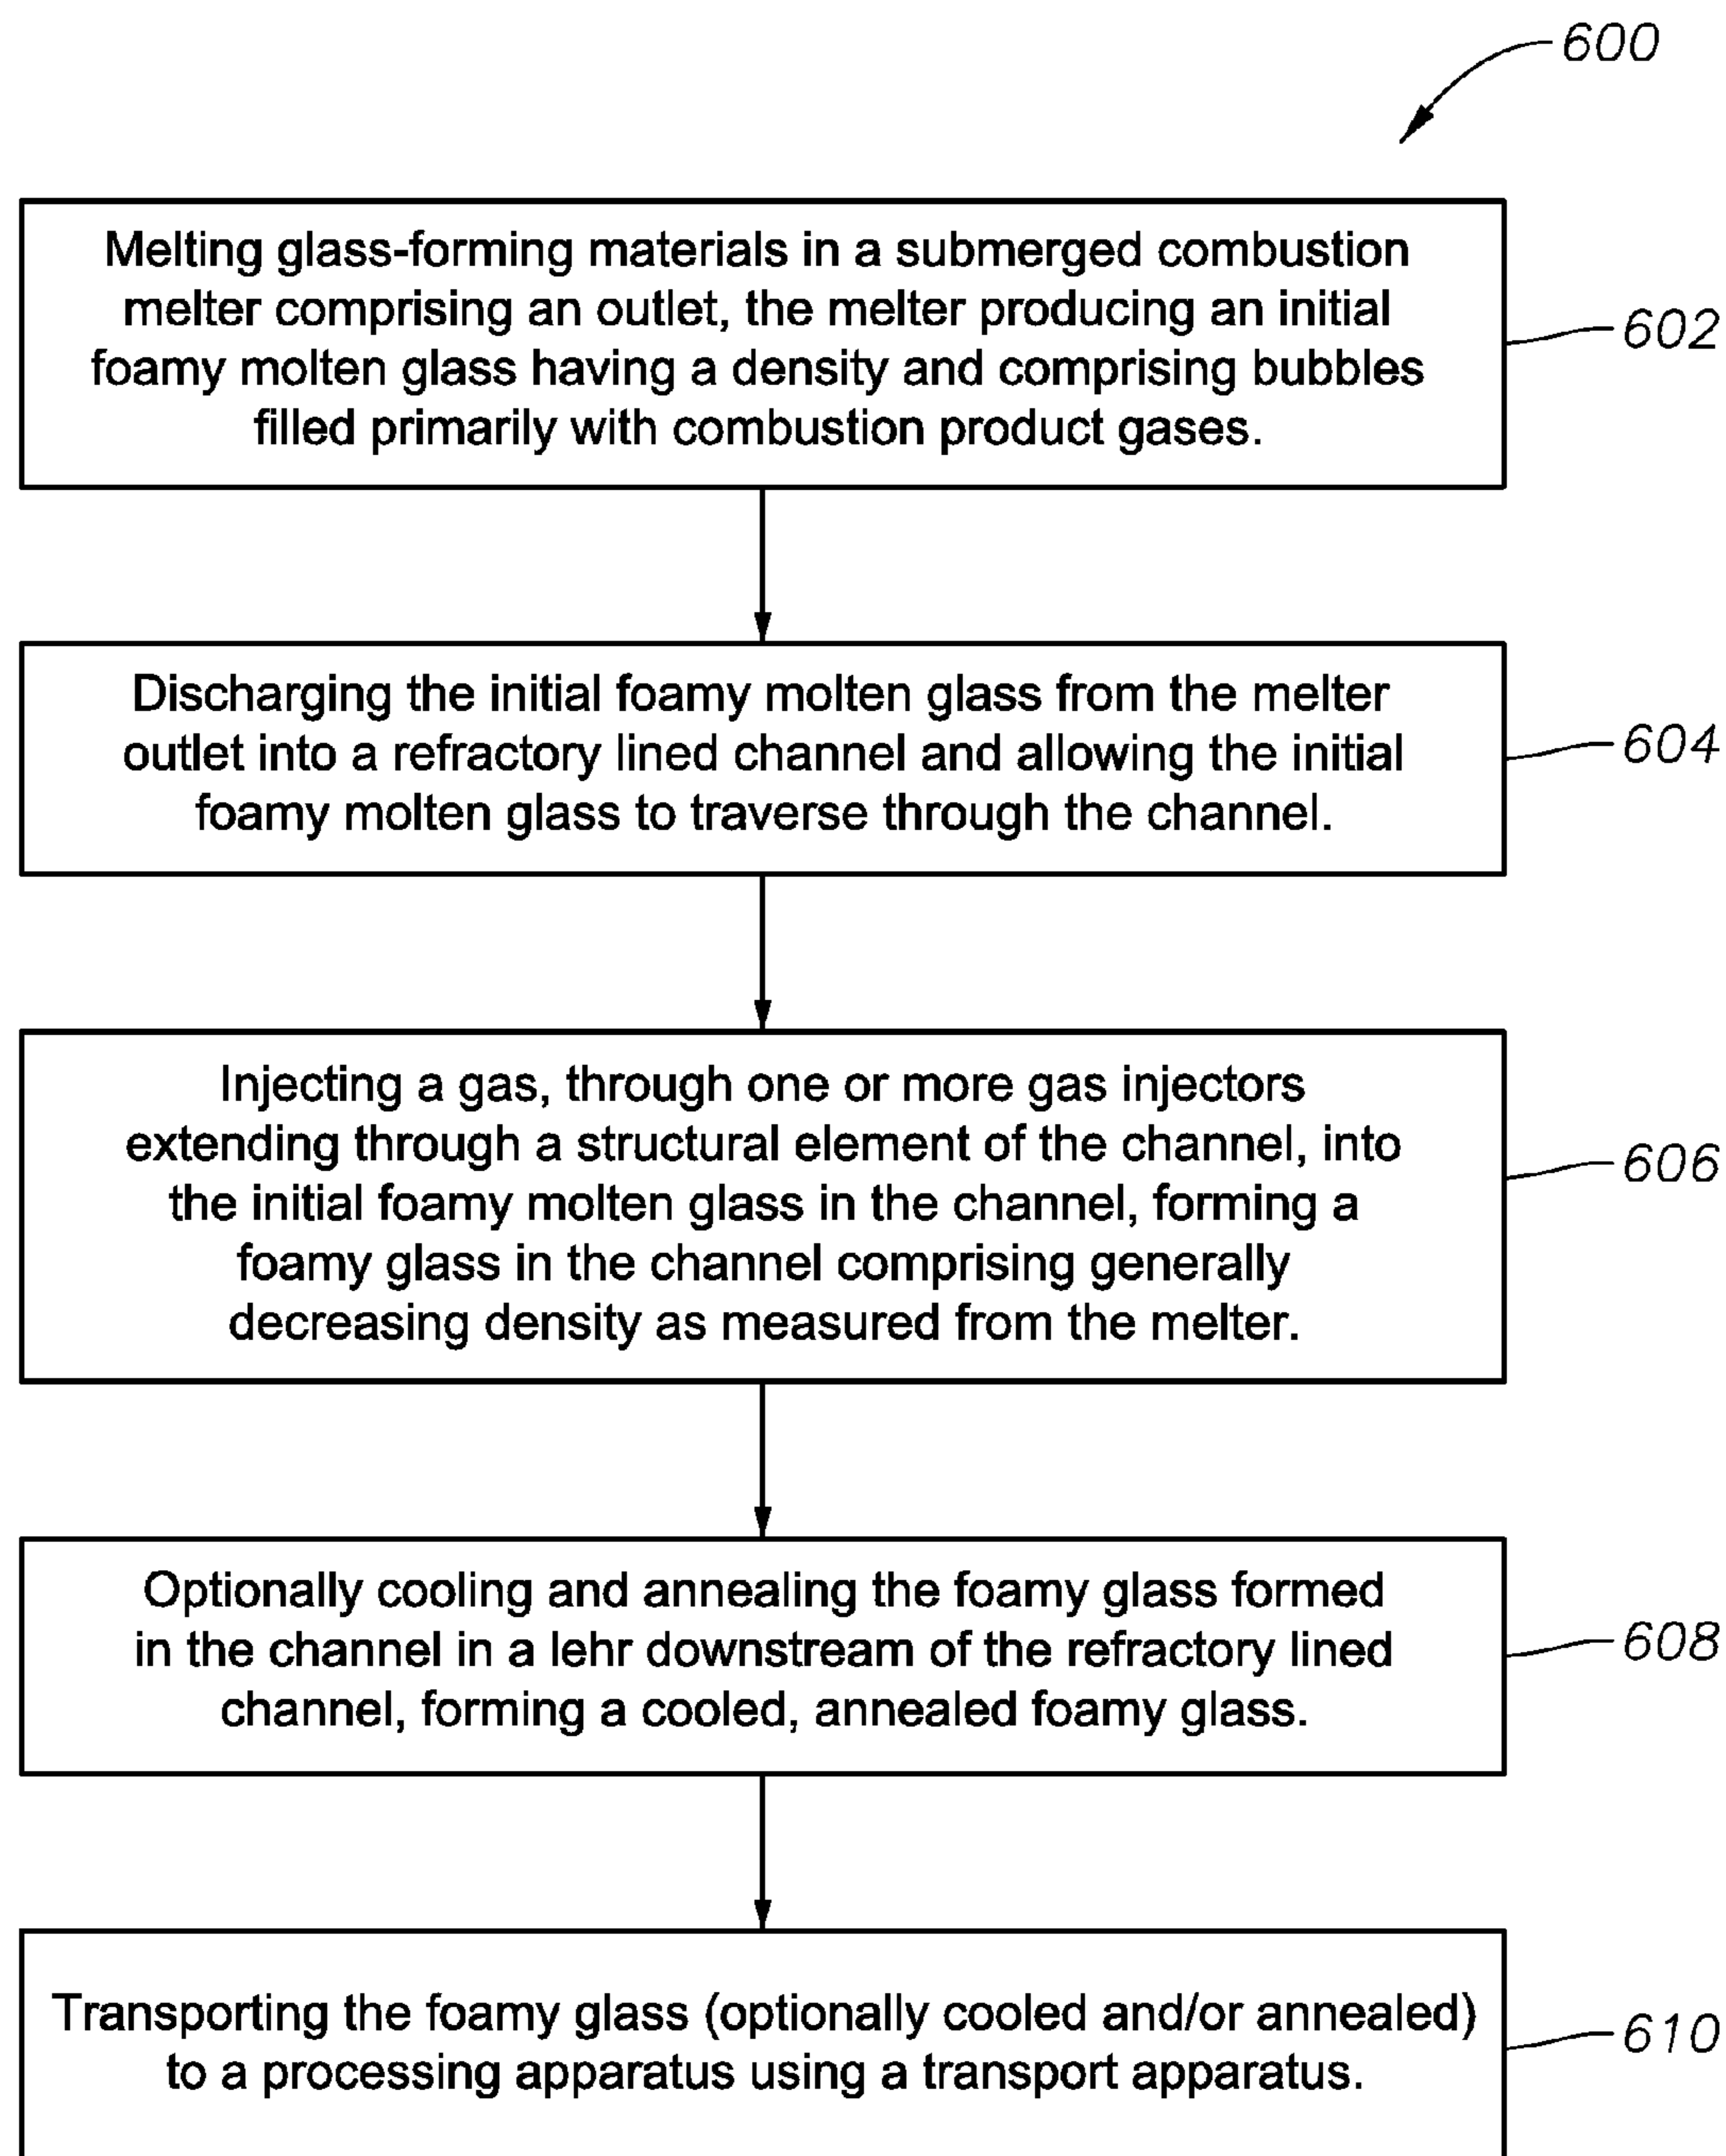 600
Melting glass-forming materials in a submerged combustion
melter comprising an outlet, the melter producing an initial
foamy molten glass having a density and comprising bubbles
filled primarily with combustion product gases.
602
Discharging the initial foamy molten glass from the melter
outlet into a refractory lined channel and allowing the initial
foamy molten glass to traverse through the channel.
604
Injecting a gas, through one or more gas injectors
extending through a structural element of the channel, into
the initial foamy molten glass in the channel, forming a
foamy glass in the channel comprising generally
decreasing density as measured from the melter.
606
Optionally cooling and annealing the foamy glass formed
in the channel in a lehr downstream of the refractory lined
channel, forming a cooled, annealed foamy glass.
608
Transporting the foamy glass (optionally cooled and/or annealed)
to a processing apparatus using a transport apparatus.
610